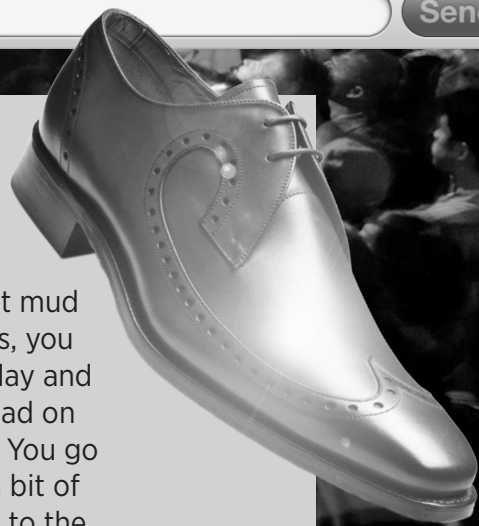 Send
t mud
s, you
lay and
ad on
You go
bit of
to the